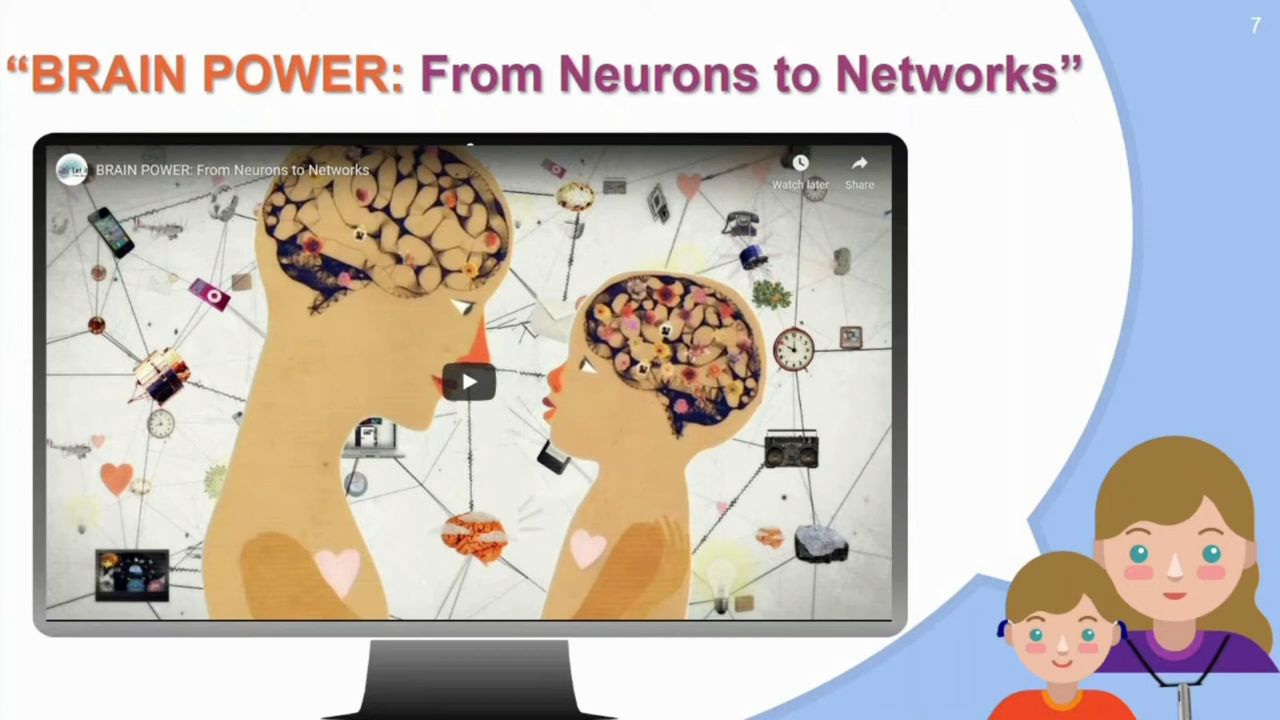 7
“BRAIN POWER: From Neurons to Networks”
BRAIN POWER: From Neurons to Networks
Watch later
Share